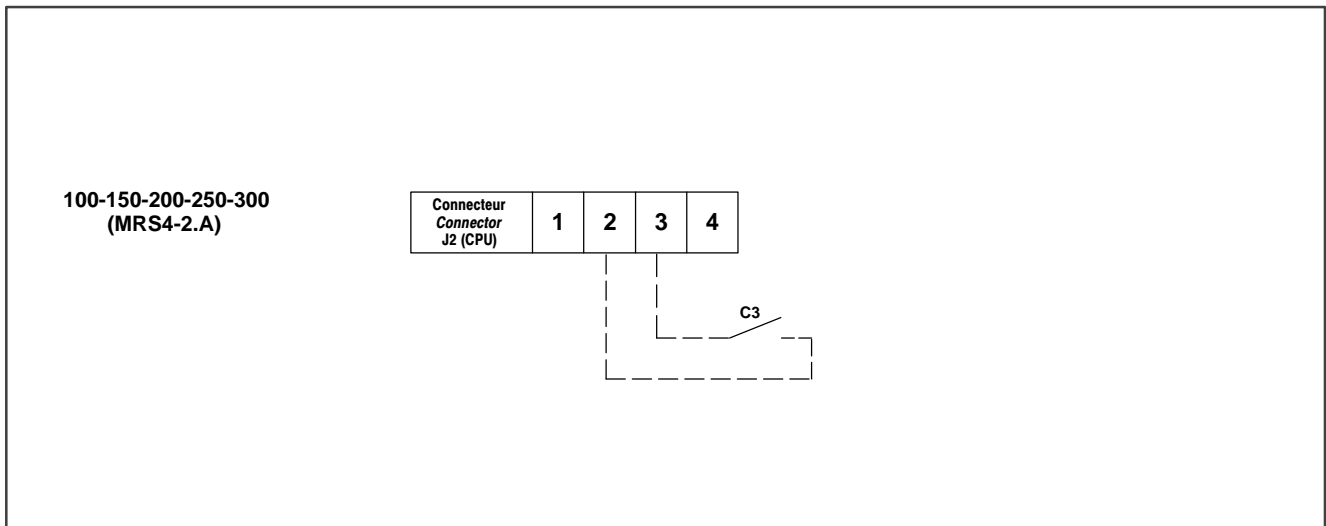 100-150-200-250-300
(MRS4-2.A)
Connecteur
Connector
J2 (CPU)
1 2 3 4
C3